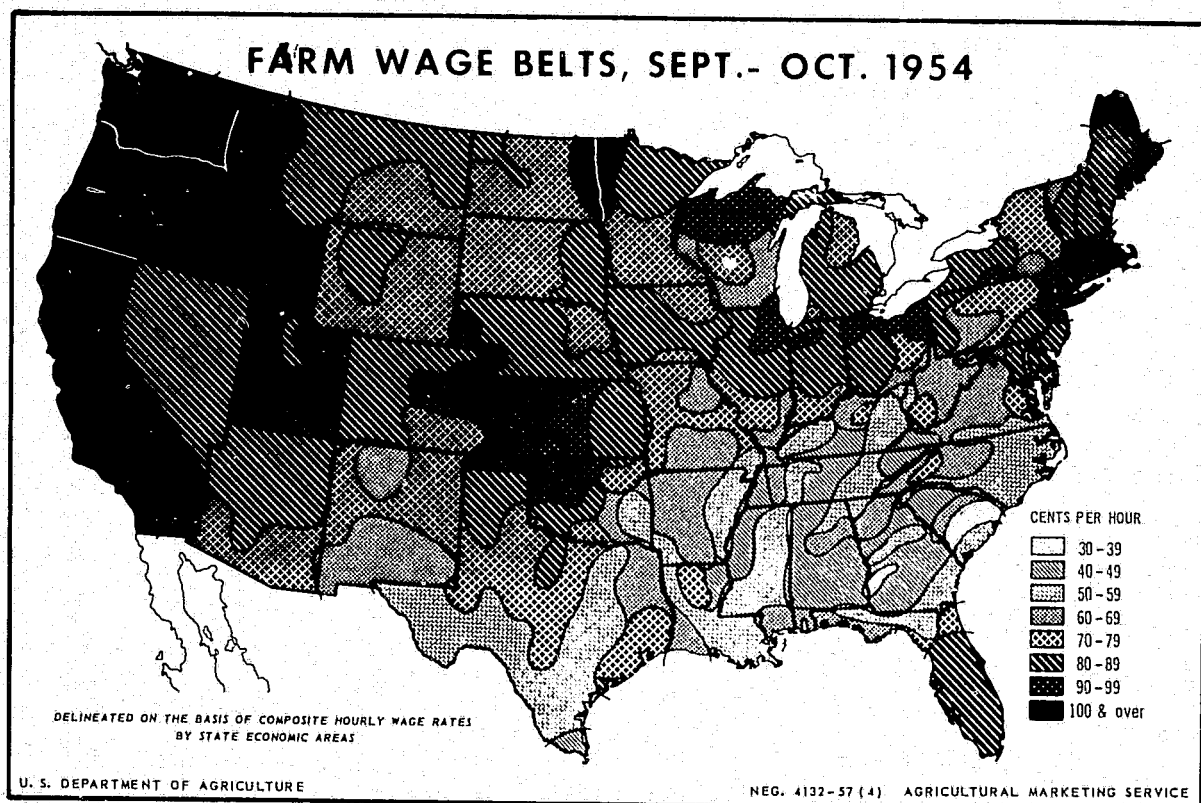 FARM WAGE BELTS, SEPT.- OCT. 1954
CENTS PER HOUR
30-39
40-49
50-59
60-69
70-79
80-89
90-99
100 & over
DELINEATED ON THE BASIS OF COMPOSITE HOURLY WAGE RATES
BY STATE ECONOMIC AREAS
U. S. DEPARTMENT OF AGRICULTURE
NEG. 4132-57 (4) AGRICULTURAL MARKETING SERVICE